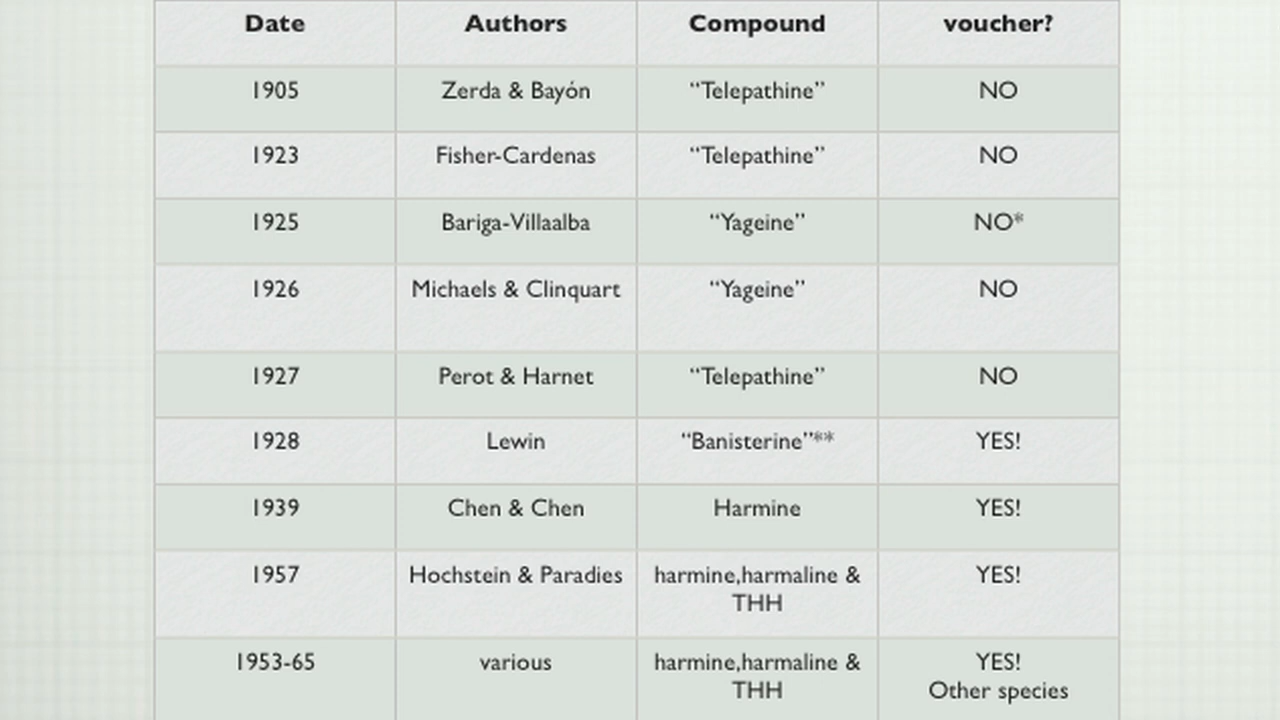 Date Authors Compound voucher?
1905 Zerda & Bayón “Telepathine” NO
1923 Fisher-Cardenas “Telepathine” NO
1925 Bariga-Villaalba “Yageine” NO*
1926 Michaels & Clinquart “Yageine” NO
1927 Perot & Harnet “Telepathine” NO
1928 Lewin “Banisterine”** YES!
1939 Chen & Chen Harmine YES!
1957 Hochstein & Paradies harmine,harmaline & YES!
THH
1953-65 various harmine,harmaline & YES!
THH Other species